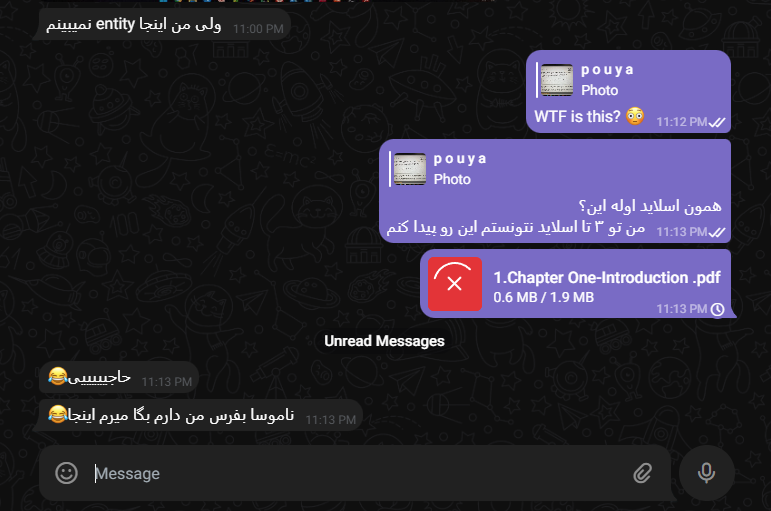 ولی من اینجا entity نمیبینم 11:00 PM
p o u y a
Photo
WTF is this? 😳 11:12 PM
p o u y a
Photo
همون اسلاید اوله این؟
من تو ۳ تا اسلاید نتونستم این رو پیدا کنم 11:13 PM
1.Chapter One-Introduction .pdf
0.6 MB / 1.9 MB
11:13 PM
Unread Messages
حاجیییییی😂 11:13 PM
ناموسا بفرس من دارم بگا میرم اینجا😂 11:13 PM
Message